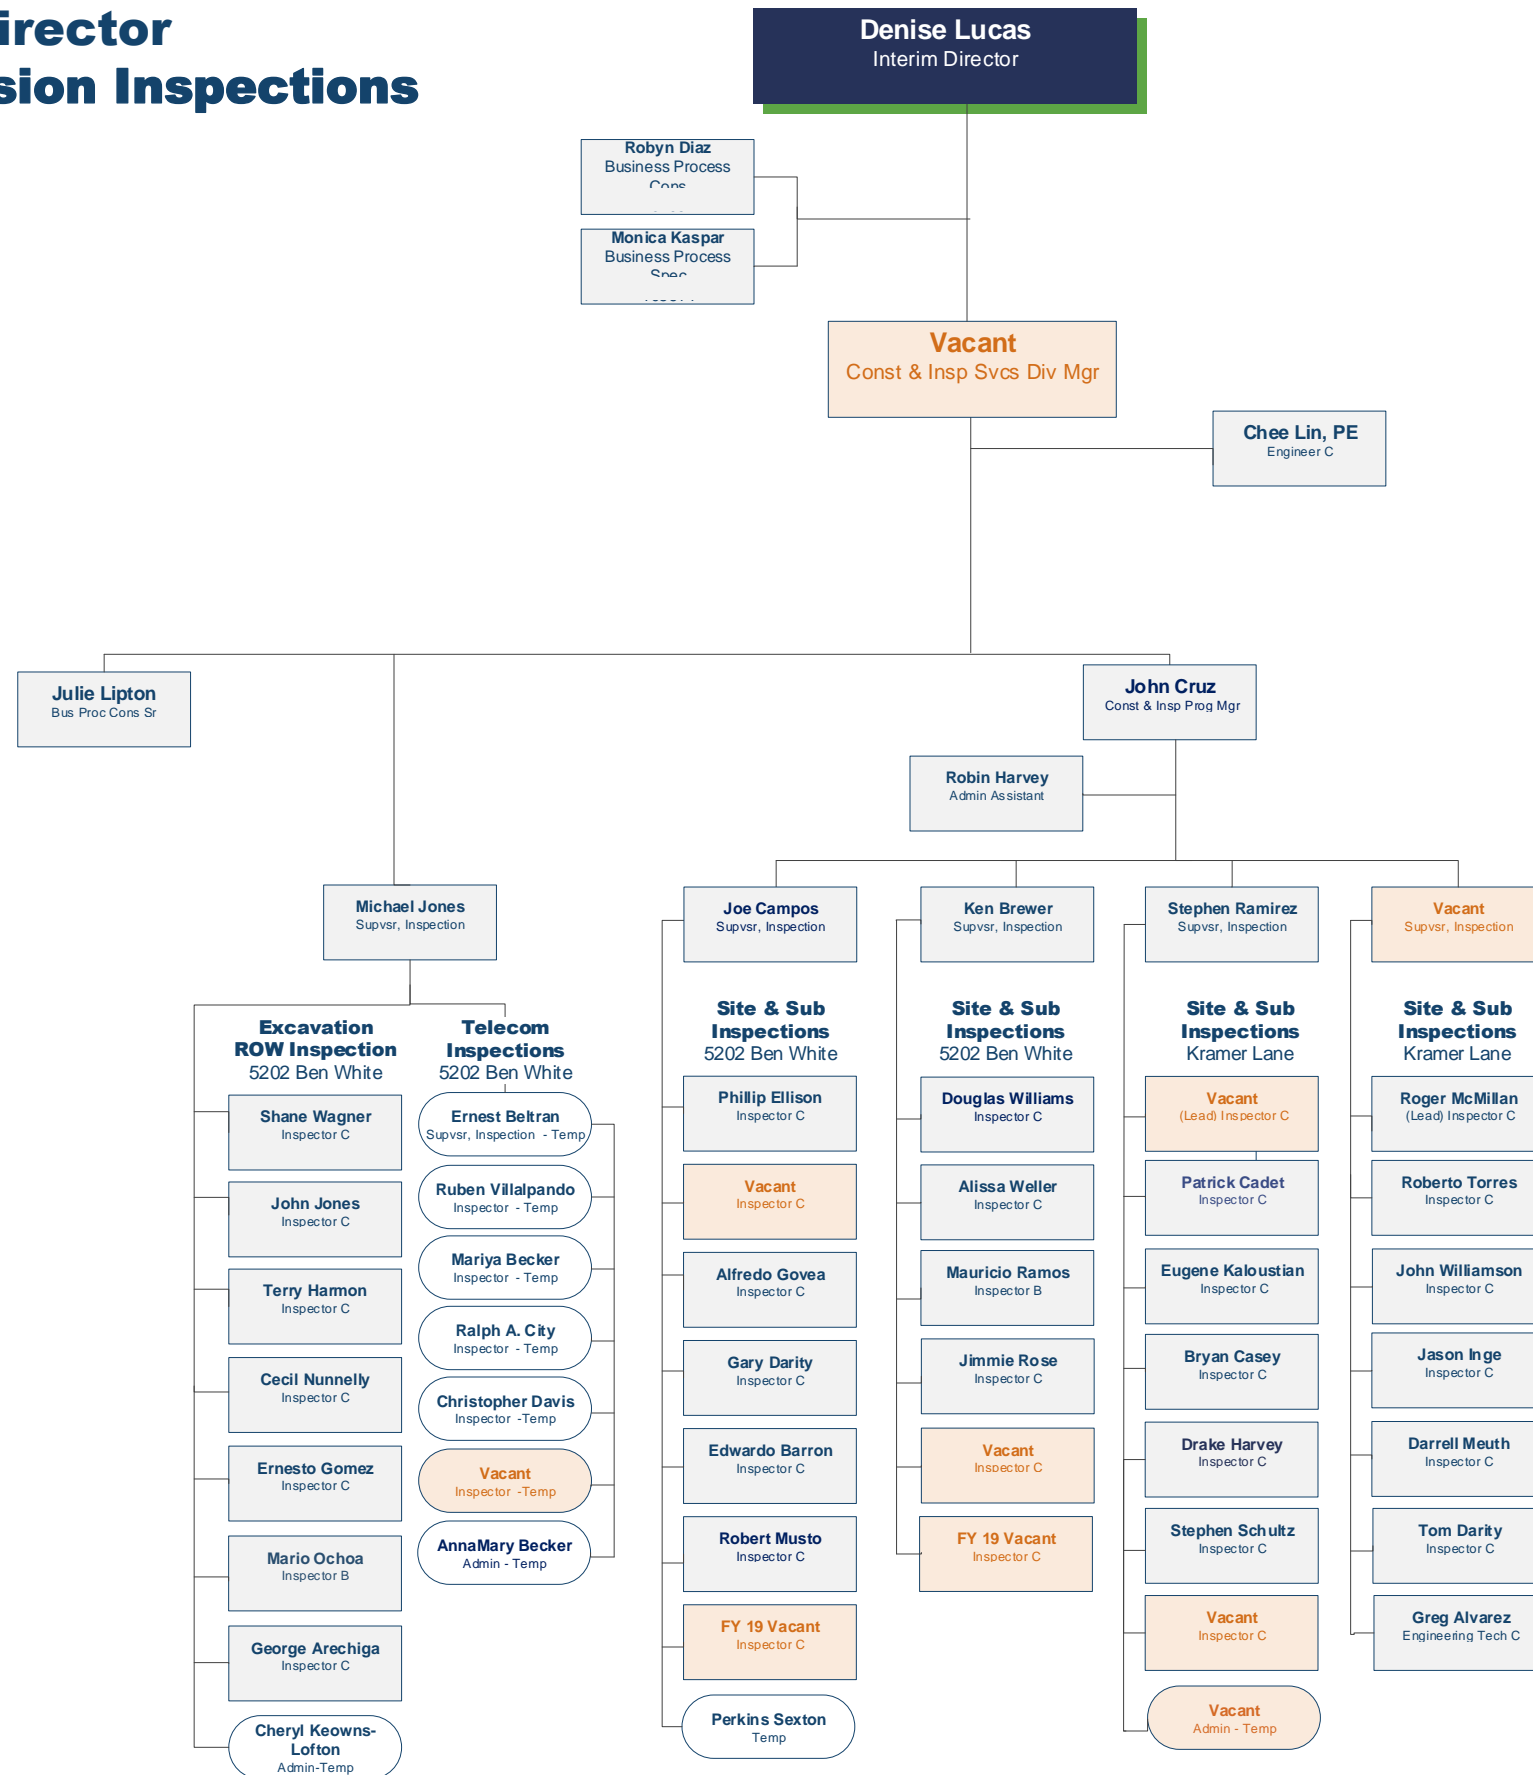 irector
sion Inspections
Denise Lucas
Interim Director
Robyn Diaz
Business Process
Cons
Monica Kaspar
Business Process
Spec
Vacant
Const & Insp Svcs Div Mgr
Chee Lin, PE
Engineer C
Julie Lipton
Bus Proc Cons Sr
John Cruz
Const & Insp Prog Mgr
Robin Harvey
Admin Assistant
Michael Jones
Supvsr, Inspection
Excavation
ROW Inspection
5202 Ben White
Shane Wagner
Inspector C
John Jones
Inspector C
Terry Harmon
Inspector C
Cecil Nunnelly
Inspector C
Ernesto Gomez
Inspector C
Mario Ochoa
Inspector B
George Arechiga
Inspector C
Cheryl Keowns-
Lofton
Admin-Temp
Telecom
Inspections
5202 Ben White
Ernest Beltran
Supvsr, Inspection - Temp
Ruben Villalpando
Inspector - Temp
Mariya Becker
Inspector - Temp
Ralph A. City
Inspector - Temp
Christopher Davis
Inspector -Temp
Vacant
Inspector -Temp
AnnaMary Becker
Admin - Temp
Joe Campos
Supvsr, Inspection
Site & Sub
Inspections
5202 Ben White
Phillip Ellison
Inspector C
Vacant
Inspector C
Alfredo Govea
Inspector C
Gary Darity
Inspector C
Edwardo Barron
Inspector C
Robert Musto
Inspector C
FY 19 Vacant
Inspector C
Perkins Sexton
Temp
Ken Brewer
Supvsr, Inspection
Site & Sub
Inspections
5202 Ben White
Douglas Williams
Inspector C
Alissa Weller
Inspector C
Mauricio Ramos
Inspector B
Jimmie Rose
Inspector C
Vacant
Inspector C
FY 19 Vacant
Inspector C
Stephen Ramirez
Supvsr, Inspection
Site & Sub
Inspections
Kramer Lane
Vacant
(Lead) Inspector C
Patrick Cadet
Inspector C
Eugene Kaloustian
Inspector C
Bryan Casey
Inspector C
Drake Harvey
Inspector C
Stephen Schultz
Inspector C
Vacant
Inspector C
Vacant
Admin - Temp
Vacant
Supvsr, Inspection
Site & Sub
Inspections
Kramer Lane
Roger McMillan
(Lead) Inspector C
Roberto Torres
Inspector C
John Williamson
Inspector C
Jason Inge
Inspector C
Darrell Meuth
Inspector C
Tom Darity
Inspector C
Greg Alvarez
Engineering Tech C